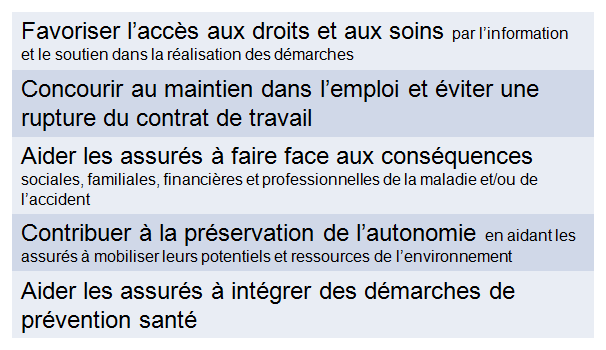 Favoriser l’accès aux droits et aux soins par l’information
et le soutien dans la réalisation des démarches
Concourir au maintien dans l’emploi et éviter une
rupture du contrat de travail
Aider les assurés à faire face aux conséquences
sociales, familiales, financières et professionnelles de la maladie et/ou de
l’accident
Contribuer à la préservation de l’autonomie en aidant les
assurés à mobiliser leurs potentiels et ressources de l’environnement
Aider les assurés à intégrer des démarches de
prévention santé